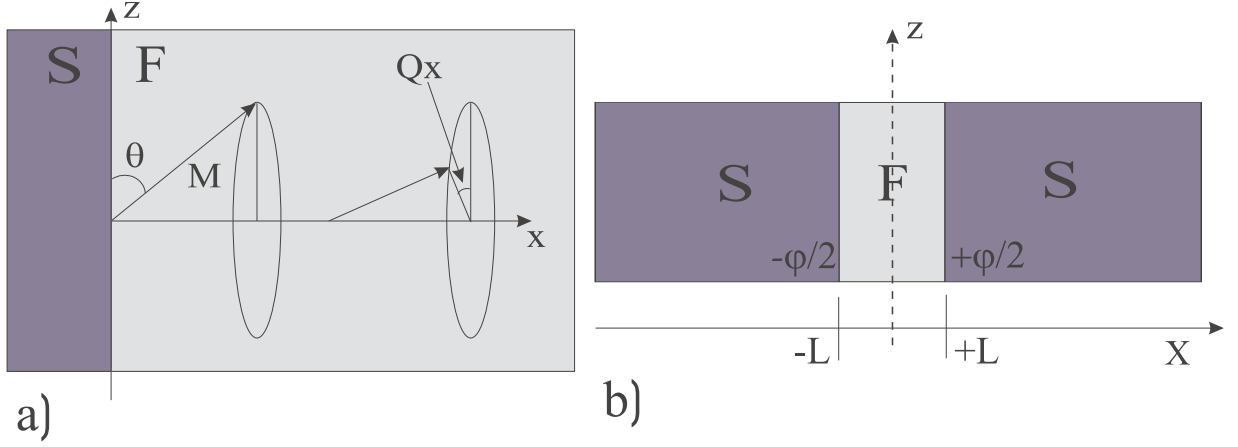 z
S F
Qx
θ
M
x
a)
z
S F S
-φ/2 +φ/2
-L +L X
b)